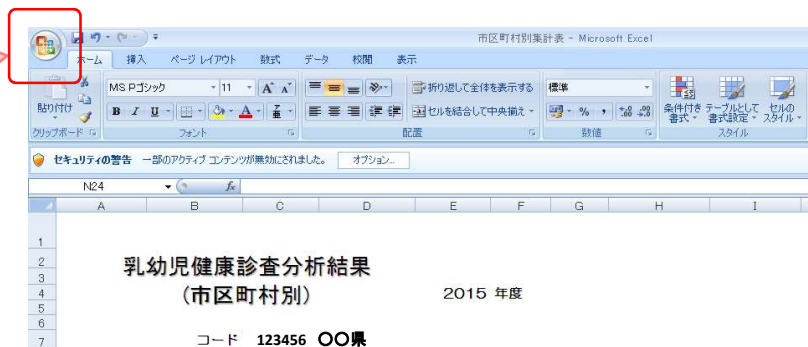 市区町村別集計表 - Microsoft Excel
ホーム 挿入 ページ レイアウト 数式 データ 校閲 表示
MS Pゴシック 11 A A 折り返して全体を表示する 標準
貼り付け B I U A 亜 セルを結合して中央揃え % , .0 .00 .00 .0 条件付き書式 テーブルとして書式設定 セルのスタイル
クリップボード フォント 配置 数値 スタイル
セキュリティの警告 一部のアクティブ コンテンツが無効にされました。 オプション...
N24 fx
A B C D E F G H I
1
2 乳幼児健康診査分析結果
3
4 (市区町村別) 2015 年度
5
6
7 コード 123456 〇〇県